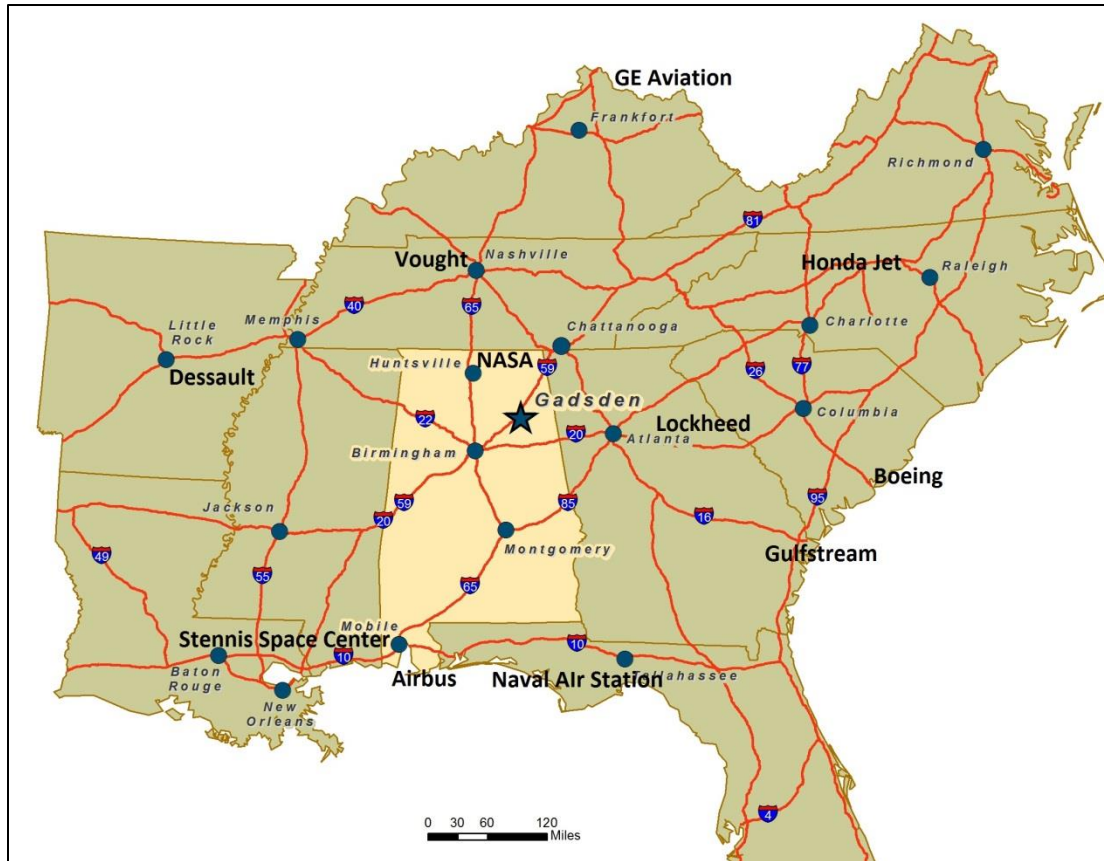 GE Aviation
Frankfort
Richmond
81
Vought
Nashville
Honda Jet
Raleigh
40
65
Memphis
Little
Rock
Chattanooga
Charlotte
Dessault
Huntsville
NASA
59
26
77
Gadsden
22
Lockheed
Columbia
20
Atlanta
Birmingham
Boeing
59
85
95
20
16
Jackson
Montgomery
49
Gulfstream
55
65
Mobile
Stennis Space Center
10
10
Baton
Rouge
Airbus
Naval AIr Station
Tallahassee
New
Orleans
4
0 30 60 120
Miles